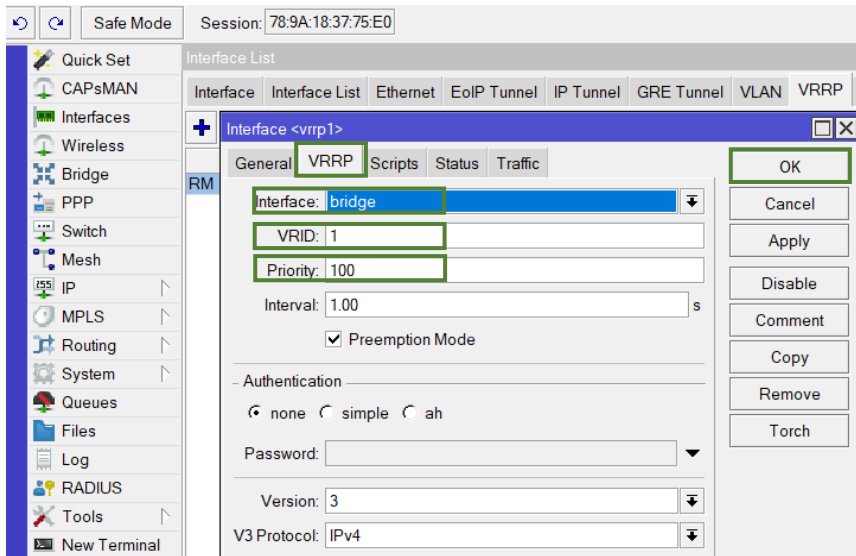 Safe Mode Session: 78:9A:18:37:75:E0
Quick Set
CAPsMAN
Interfaces
Wireless
Bridge
PPP
Switch
Mesh
255 IP
MPLS
Routing
System
Queues
Files
Log
RADIUS
Tools
New Terminal
Interface List
Interface Interface List Ethernet EoIP Tunnel IP Tunnel GRE Tunnel VLAN VRRP
RM
Interface <vrrp1>
General VRRP Scripts Status Traffic
Interface: bridge
VRID: 1
Priority: 100
Interval: 1.00 s
Preemption Mode
Authentication
none simple ah
Password:
Version: 3
V3 Protocol: IPv4
OK
Cancel
Apply
Disable
Comment
Copy
Remove
Torch